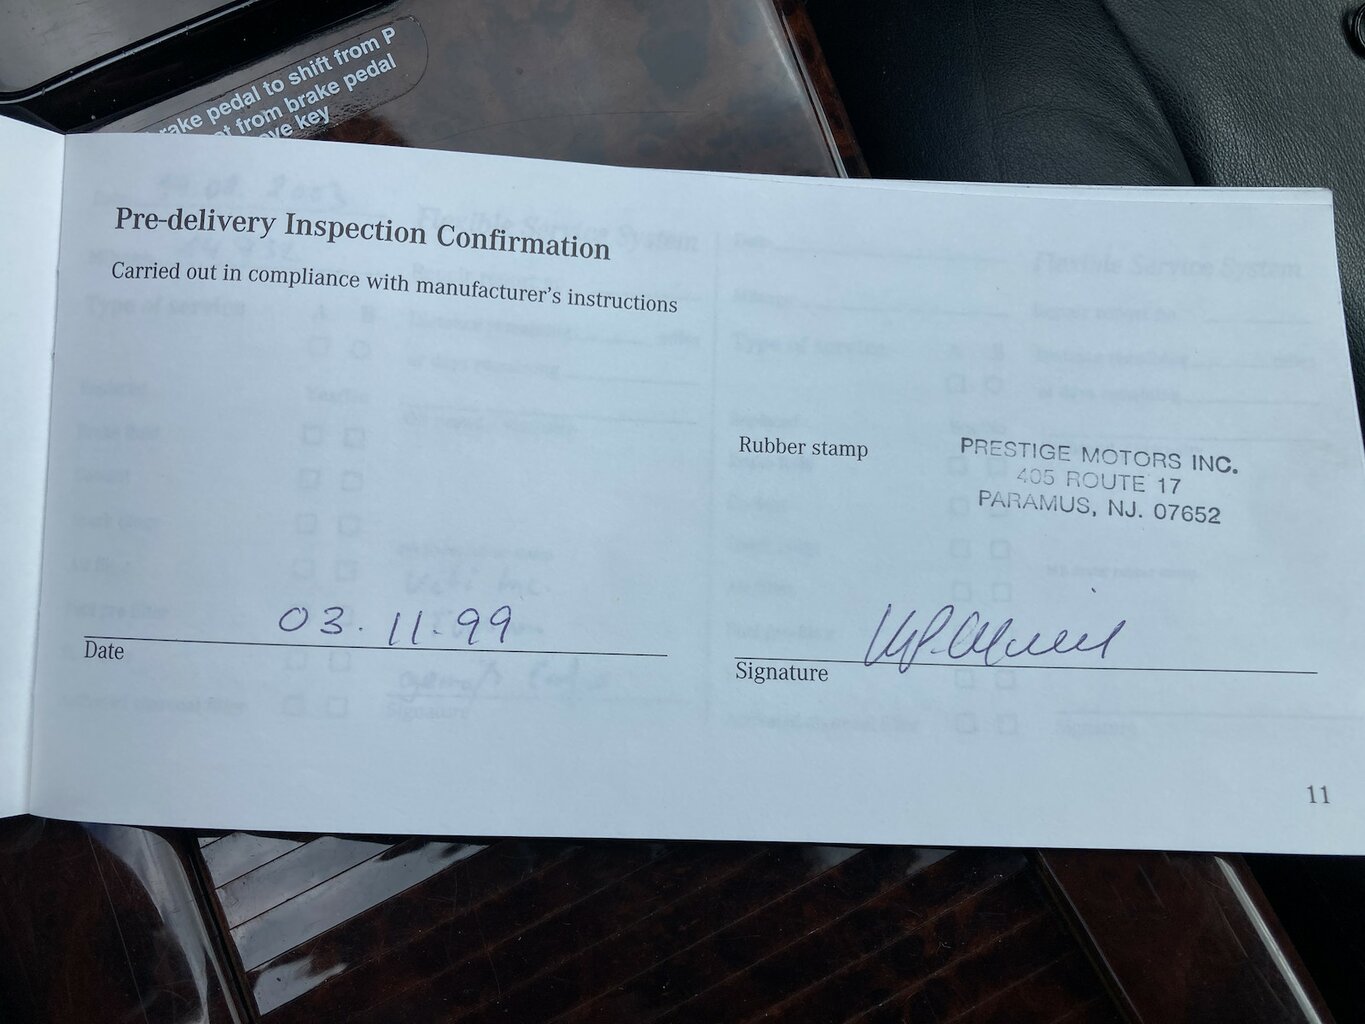 rake pedal to shift from P
from brake pedal
key
Pre-delivery Inspection Confirmation
Carried out in compliance with manufacturer's instructions
Rubber stamp
PRESTIGE MOTORS INC.
405 ROUTE 17
PARAMUS, NJ. 07652
03.11.99
Date
Signature
11